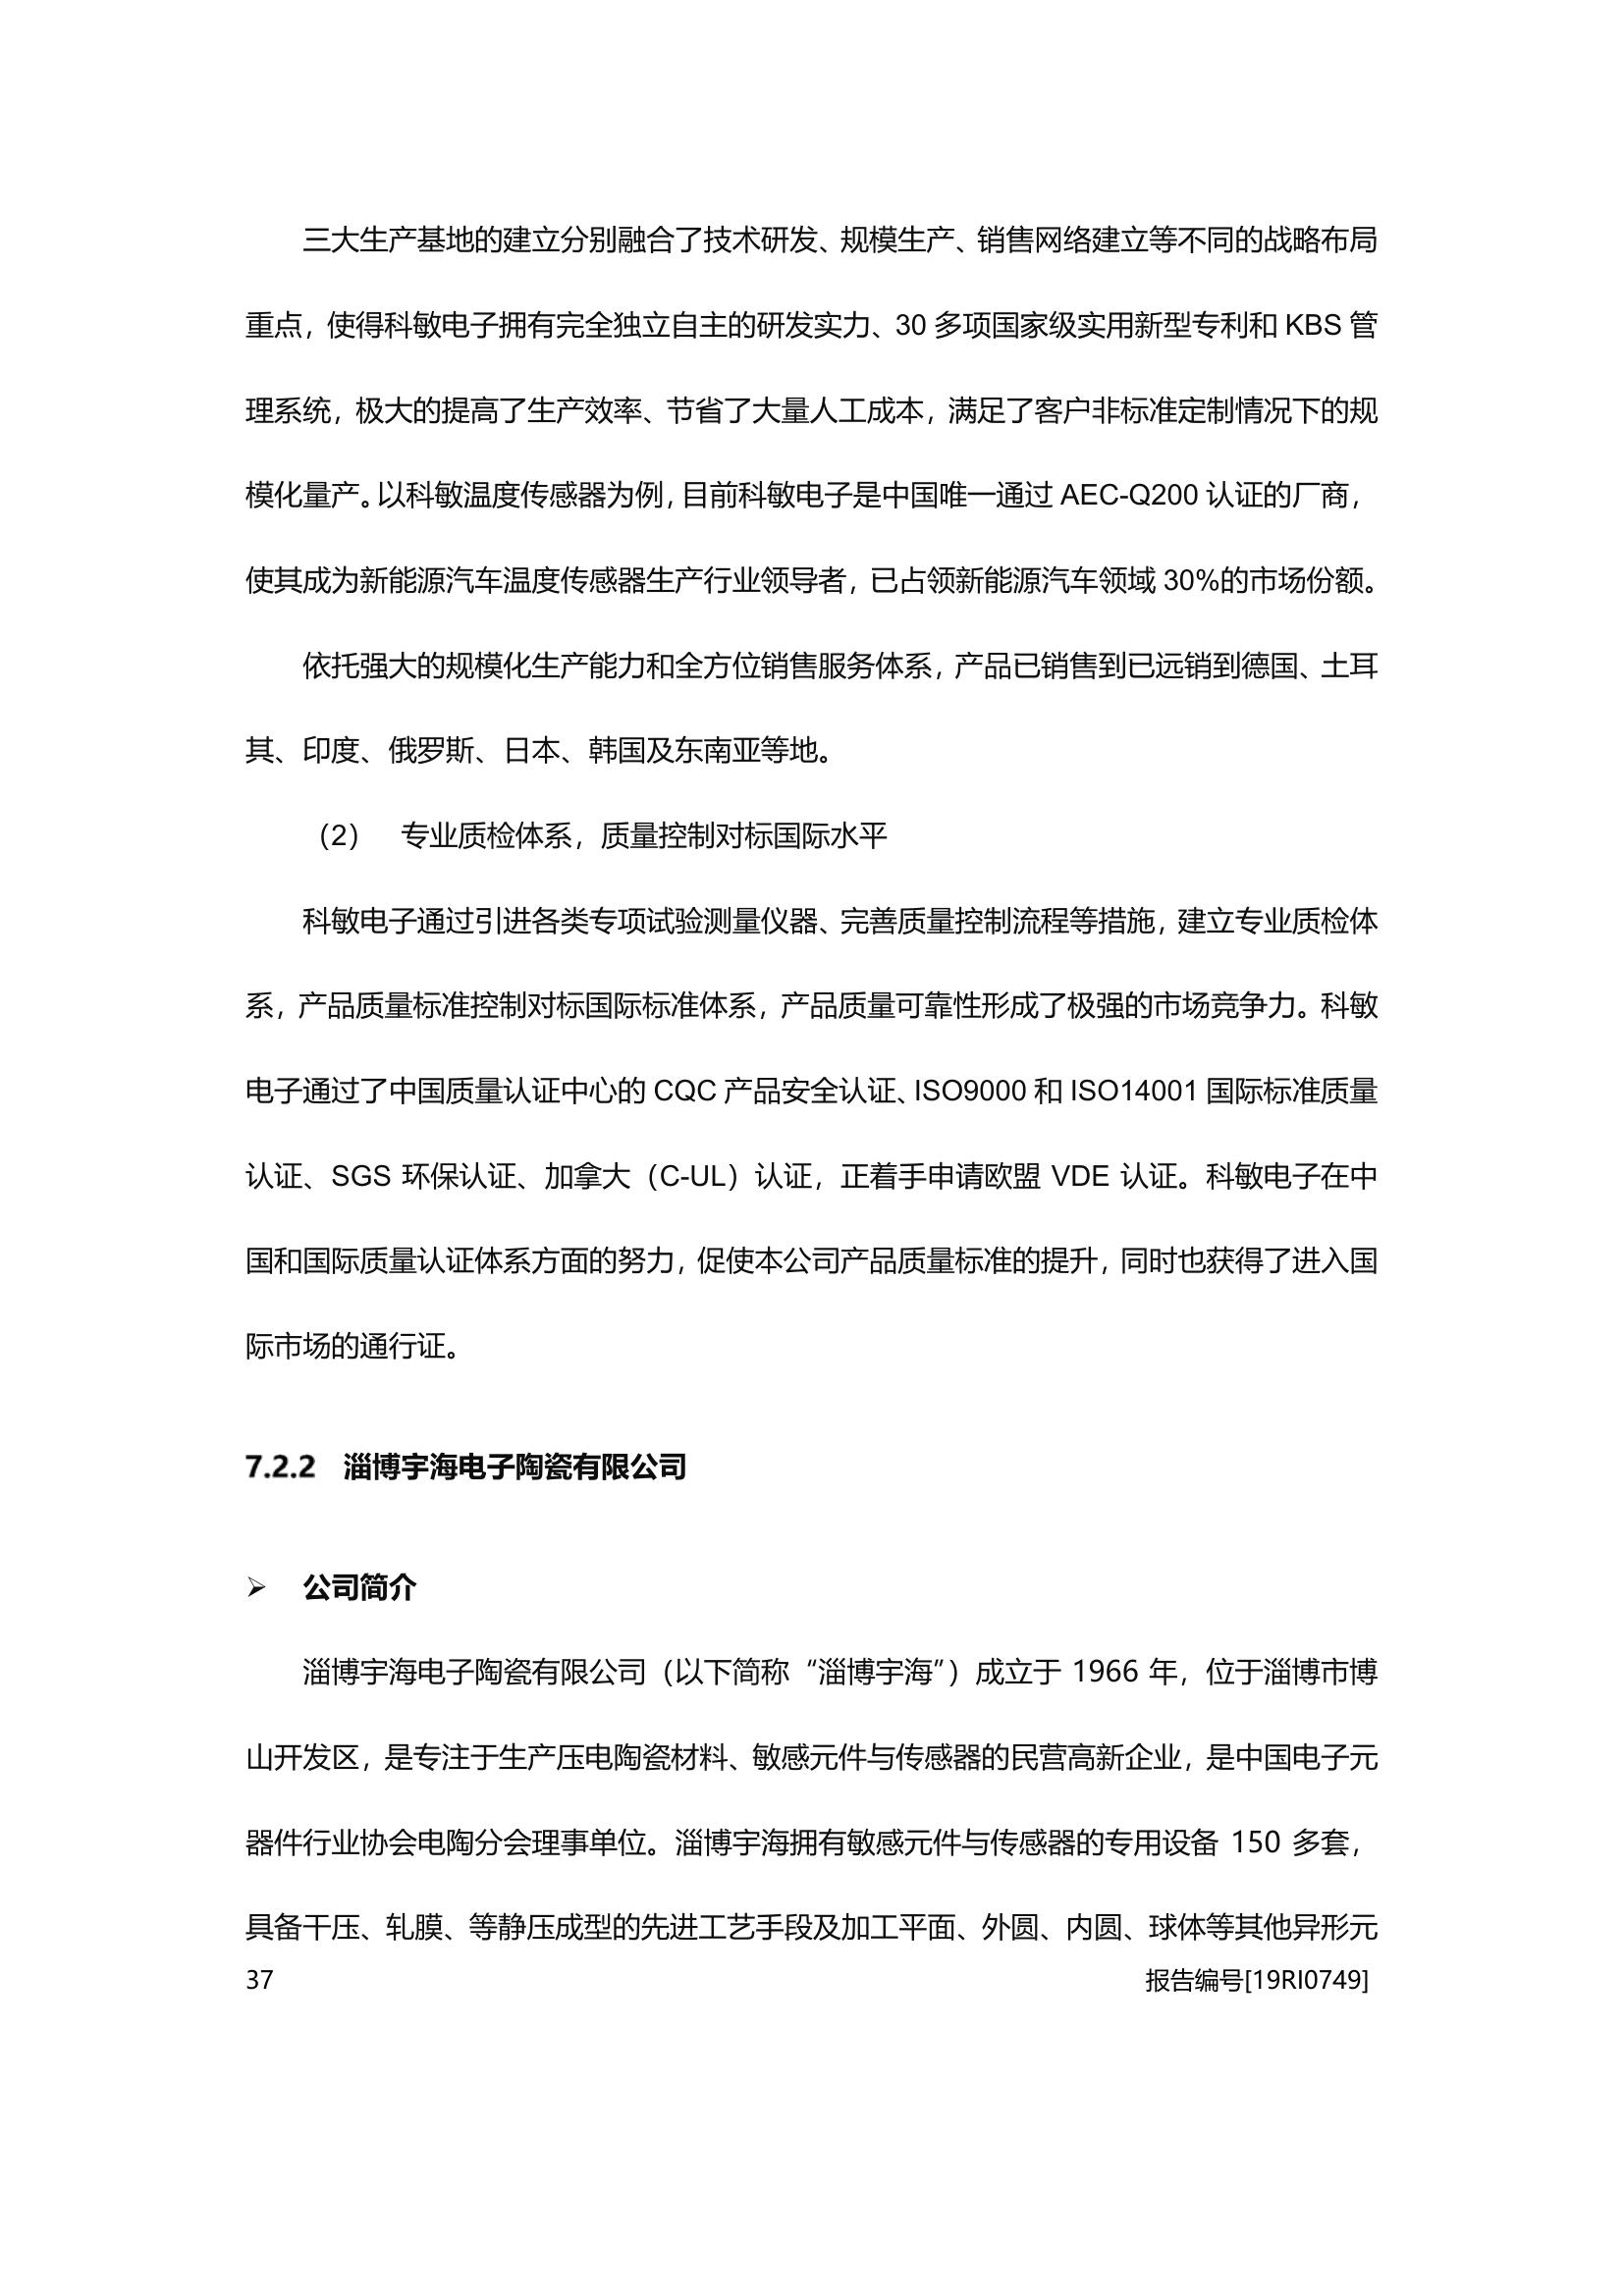 三大生产基地的建立分别融合了技术研发、规模生产、销售网络建立等不同的战略布局
重点，使得科敏电子拥有完全独立自主的研发实力、30 多项国家级实用新型专利和 KBS 管
理系统，极大的提高了生产效率、节省了大量人工成本，满足了客户非标准定制情况下的规
模化量产。以科敏温度传感器为例，目前科敏电子是中国唯一通过 AEC-Q200 认证的厂商，
使其成为新能源汽车温度传感器生产行业领导者，已占领新能源汽车领域 30%的市场份额。
依托强大的规模化生产能力和全方位销售服务体系，产品已销售到已远销到德国、土耳
其、印度、俄罗斯、日本、韩国及东南亚等地。
（2） 专业质检体系，质量控制对标国际水平
科敏电子通过引进各类专项试验测量仪器、完善质量控制流程等措施，建立专业质检体
系，产品质量标准控制对标国际标准体系，产品质量可靠性形成了极强的市场竞争力。科敏
电子通过了中国质量认证中心的 CQC 产品安全认证、ISO9000 和 ISO14001 国际标准质量
认证、SGS 环保认证、加拿大（C-UL）认证，正着手申请欧盟 VDE 认证。科敏电子在中
国和国际质量认证体系方面的努力，促使本公司产品质量标准的提升，同时也获得了进入国
际市场的通行证。
7.2.2 淄博宇海电子陶瓷有限公司
➢ 公司简介
淄博宇海电子陶瓷有限公司（以下简称“淄博宇海”）成立于 1966 年，位于淄博市博
山开发区，是专注于生产压电陶瓷材料、敏感元件与传感器的民营高新企业，是中国电子元
器件行业协会电陶分会理事单位。淄博宇海拥有敏感元件与传感器的专用设备 150 多套，
具备干压、轧膜、等静压成型的先进工艺手段及加工平面、外圆、内圆、球体等其他异形元
37 报告编号[19RI0749]